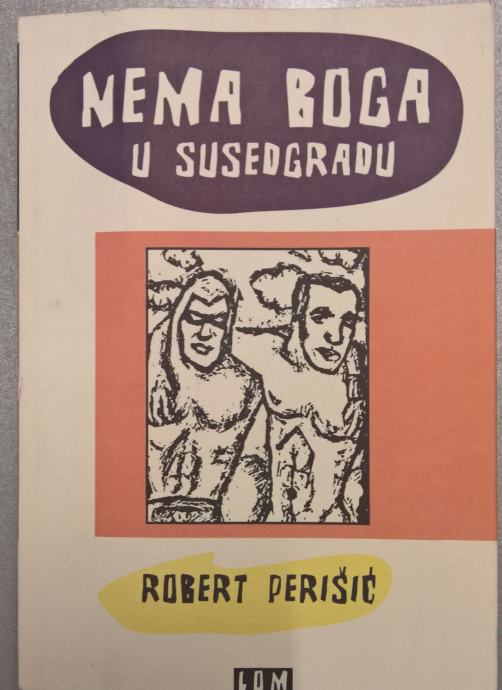 NEMA BOGA
U SUSEDGRADU
ROBERT PERIŠIĆ
LOM